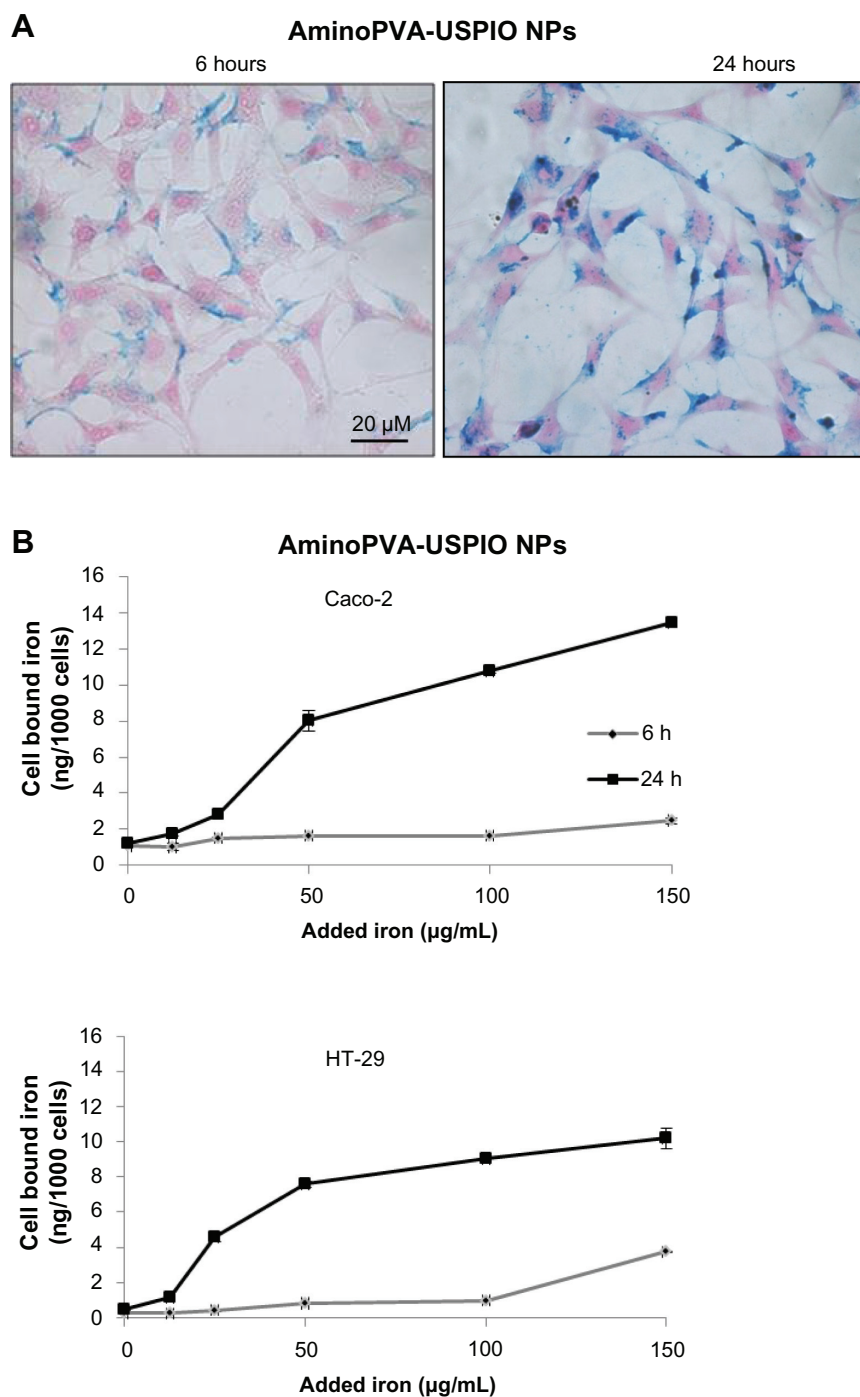 A
AminoPVA-USPIO NPs
6 hours
24 hours
20 µM
B
AminoPVA-USPIO NPs
Caco-2
Cell bound iron
(ng/1000 cells)
16
14
12
10
8
6
4
2
0
6 h
24 h
0 50 100 150
Added iron (µg/mL)
HT-29
Cell bound iron
(ng/1000 cells)
16
14
12
10
8
6
4
2
0
0 50 100 150
Added iron (µg/mL)